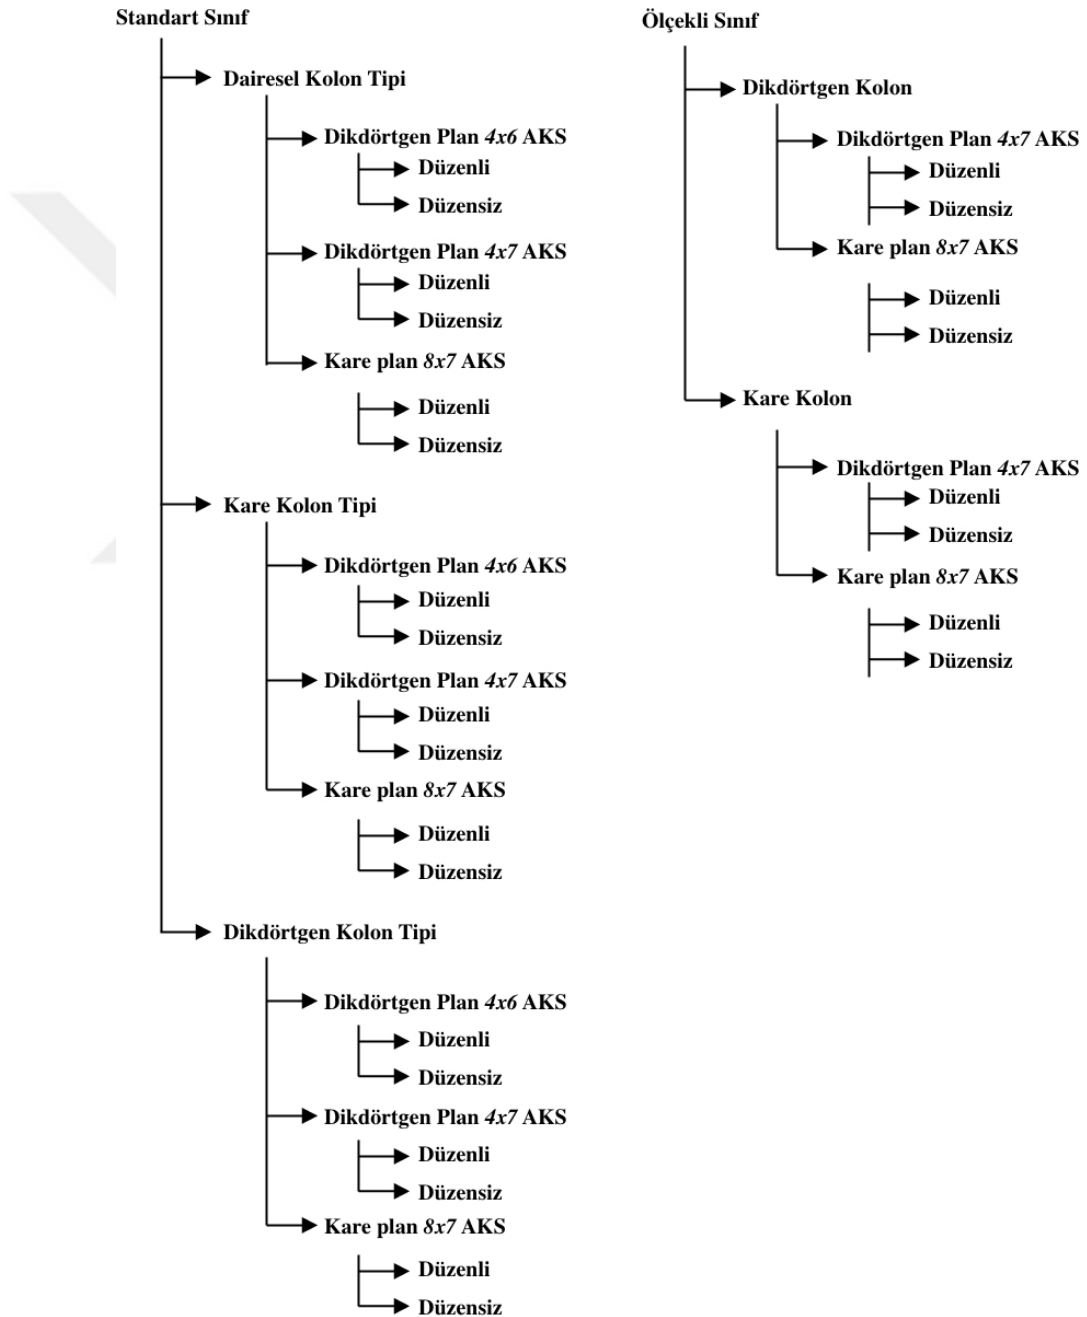 Standart Sınıf
Dairesel Kolon Tipi
Dikdörtgen Plan 4x6 AKS
Düzenli
Düzensiz
Dikdörtgen Plan 4x7 AKS
Düzenli
Düzensiz
Kare plan 8x7 AKS
Düzenli
Düzensiz
Kare Kolon Tipi
Dikdörtgen Plan 4x6 AKS
Düzenli
Düzensiz
Dikdörtgen Plan 4x7 AKS
Düzenli
Düzensiz
Kare plan 8x7 AKS
Düzenli
Düzensiz
Dikdörtgen Kolon Tipi
Dikdörtgen Plan 4x6 AKS
Düzenli
Düzensiz
Dikdörtgen Plan 4x7 AKS
Düzenli
Düzensiz
Kare plan 8x7 AKS
Düzenli
Düzensiz
Ölçekli Sınıf
Dikdörtgen Kolon
Dikdörtgen Plan 4x7 AKS
Düzenli
Düzensiz
Kare plan 8x7 AKS
Düzenli
Düzensiz
Kare Kolon
Dikdörtgen Plan 4x7 AKS
Düzenli
Düzensiz
Kare plan 8x7 AKS
Düzenli
Düzensiz